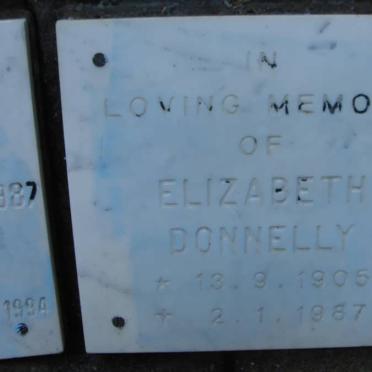 987
1994
IN
LOVING MEMO
OF
ELIZABETH
DONNELLY
* 13.9.1905
+ 2.1.1987